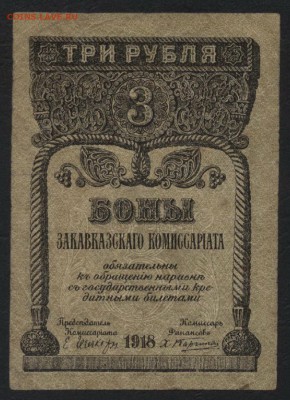 ТРИ РУБЛЯ
3
БОНЫ
ЗАКАВКАЗСКАГО КОМИССАРІАТА
обязательны
къ обращенію наравнѣ
съ государственными кре-
дитными билетами
Предсѣдатель Комиссаръ
Комиссаріата Финансовъ
1918